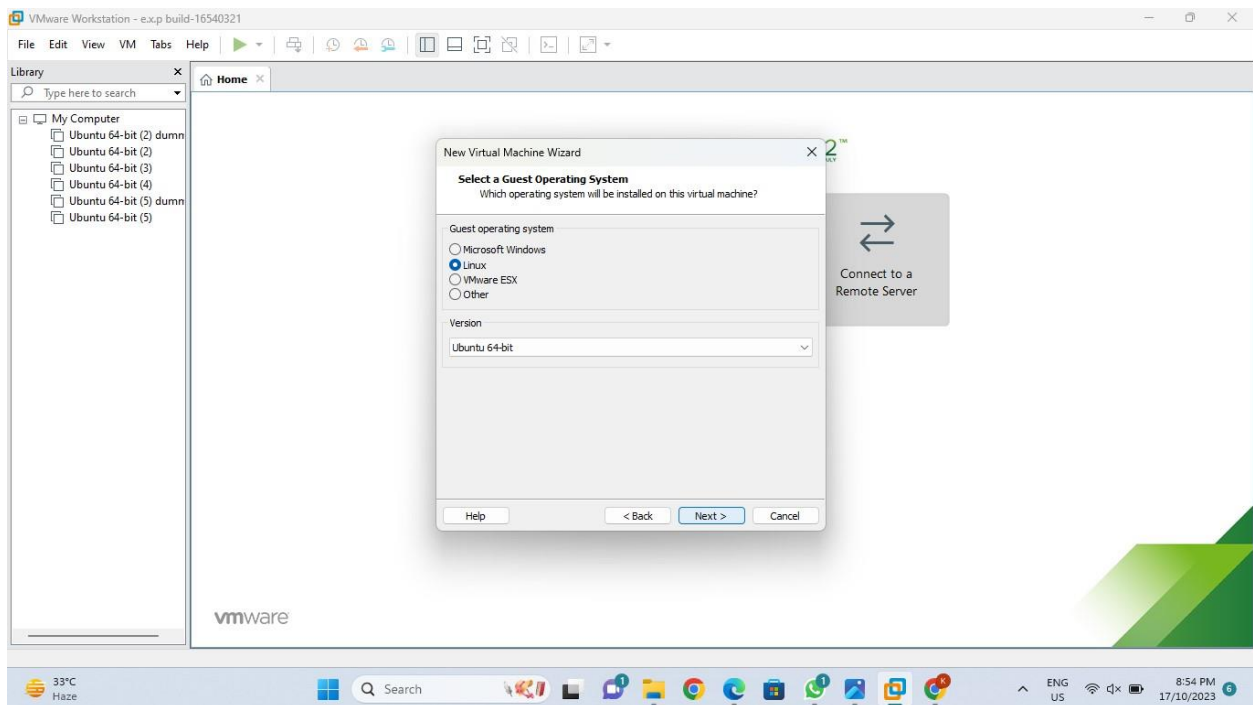 VMware Workstation - e.x.p build-16540321
File Edit View VM Tabs Help
Library
Home
Type here to search
My Computer
Ubuntu 64-bit (2) dumn
Ubuntu 64-bit (2)
Ubuntu 64-bit (3)
Ubuntu 64-bit (4)
Ubuntu 64-bit (5) dumn
Ubuntu 64-bit (5)
2™
New Virtual Machine Wizard
Select a Guest Operating System
Which operating system will be installed on this virtual machine?
Guest operating system
Microsoft Windows
Linux
VMware ESX
Other
Version
Ubuntu 64-bit
Help < Back Next > Cancel
Connect to a
Remote Server
vmware
33°C
Haze
Search
1
1
K
ENG
US
8:54 PM
17/10/2023
6